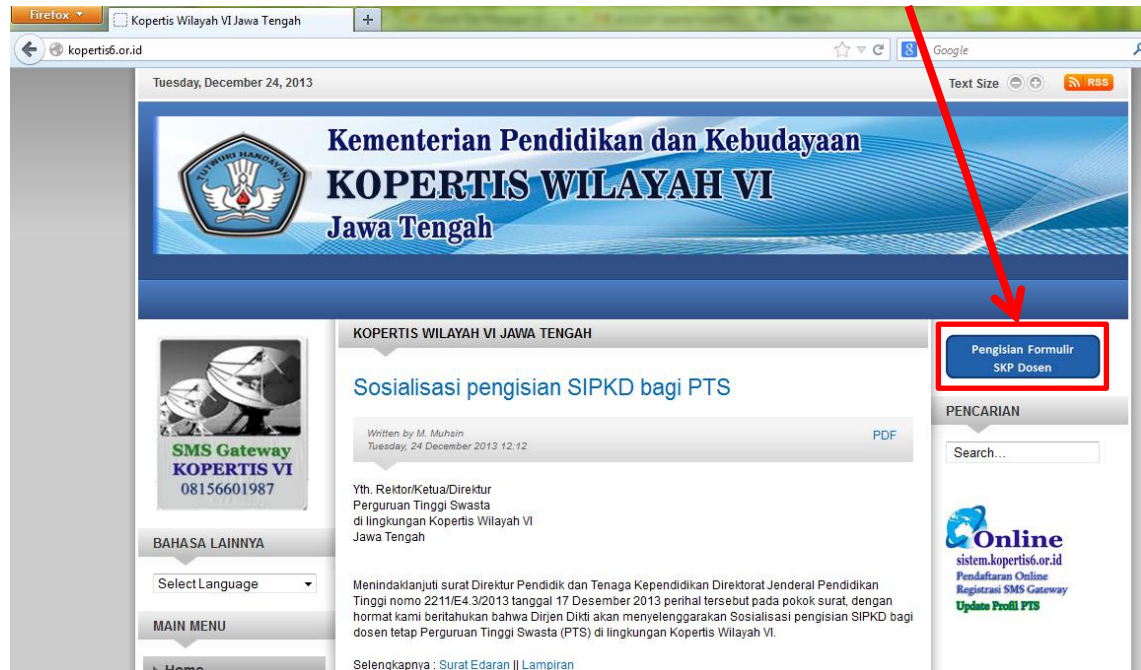 Firefox
Kopertis Wilayah VI Jawa Tengah
kopertis6.or.id
Google
Tuesday, December 24, 2013
Text Size
RSS
TUT WURI HANDAYANI
Kementerian Pendidikan dan Kebudayaan
KOPERTIS WILAYAH VI
Jawa Tengah
SMS Gateway
KOPERTIS VI
08156601987
BAHASA LAINNYA
Select Language
MAIN MENU
Home
KOPERTIS WILAYAH VI JAWA TENGAH
Sosialisasi pengisian SIPKD bagi PTS
Written by M. Muhsin
Tuesday, 24 December 2013 12:12
PDF
Yth. Rektor/Ketua/Direktur
Perguruan Tinggi Swasta
di lingkungan Kopertis Wilayah VI
Jawa Tengah
Menindaklanjuti surat Direktur Pendidik dan Tenaga Kependidikan Direktorat Jenderal Pendidikan
Tinggi nomo 2211/E4.3/2013 tanggal 17 Desember 2013 perihal tersebut pada pokok surat, dengan
hormat kami beritahukan bahwa Dirjen Dikti akan menyelenggarakan Sosialisasi pengisian SIPKD bagi
dosen tetap Perguruan Tinggi Swasta (PTS) di lingkungan Kopertis Wilayah VI.
Selengkapnya : Surat Edaran || Lampiran
Pengisian Formulir
SKP Dosen
PENCARIAN
Search...
Online
sistem.kopertis6.or.id
Pendaftaran Online
Registrasi SMS Gateway
Update Profil PTS